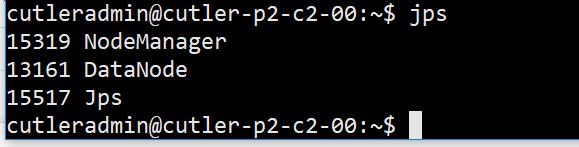 cutleradmin@cutler-p2-c2-00:~$ jps
15319 NodeManager
13161 DataNode
15517 Jps
cutleradmin@cutler-p2-c2-00:~$